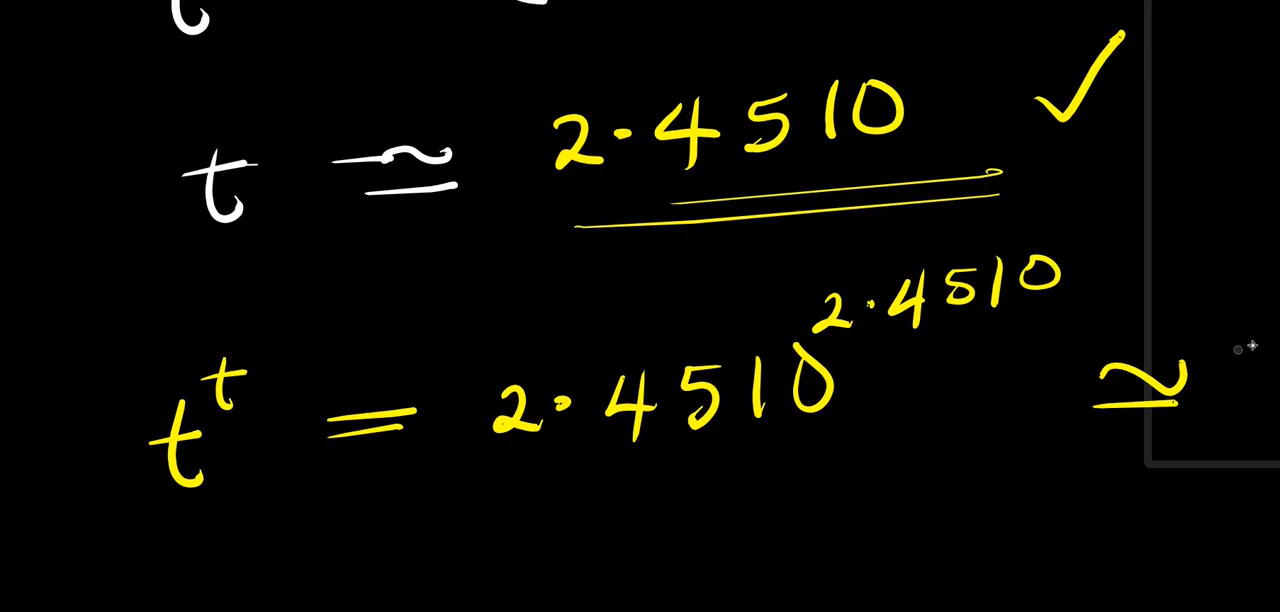 t ≃ 2.4510 ✓
t^t = 2.4510^2.4510 ≃